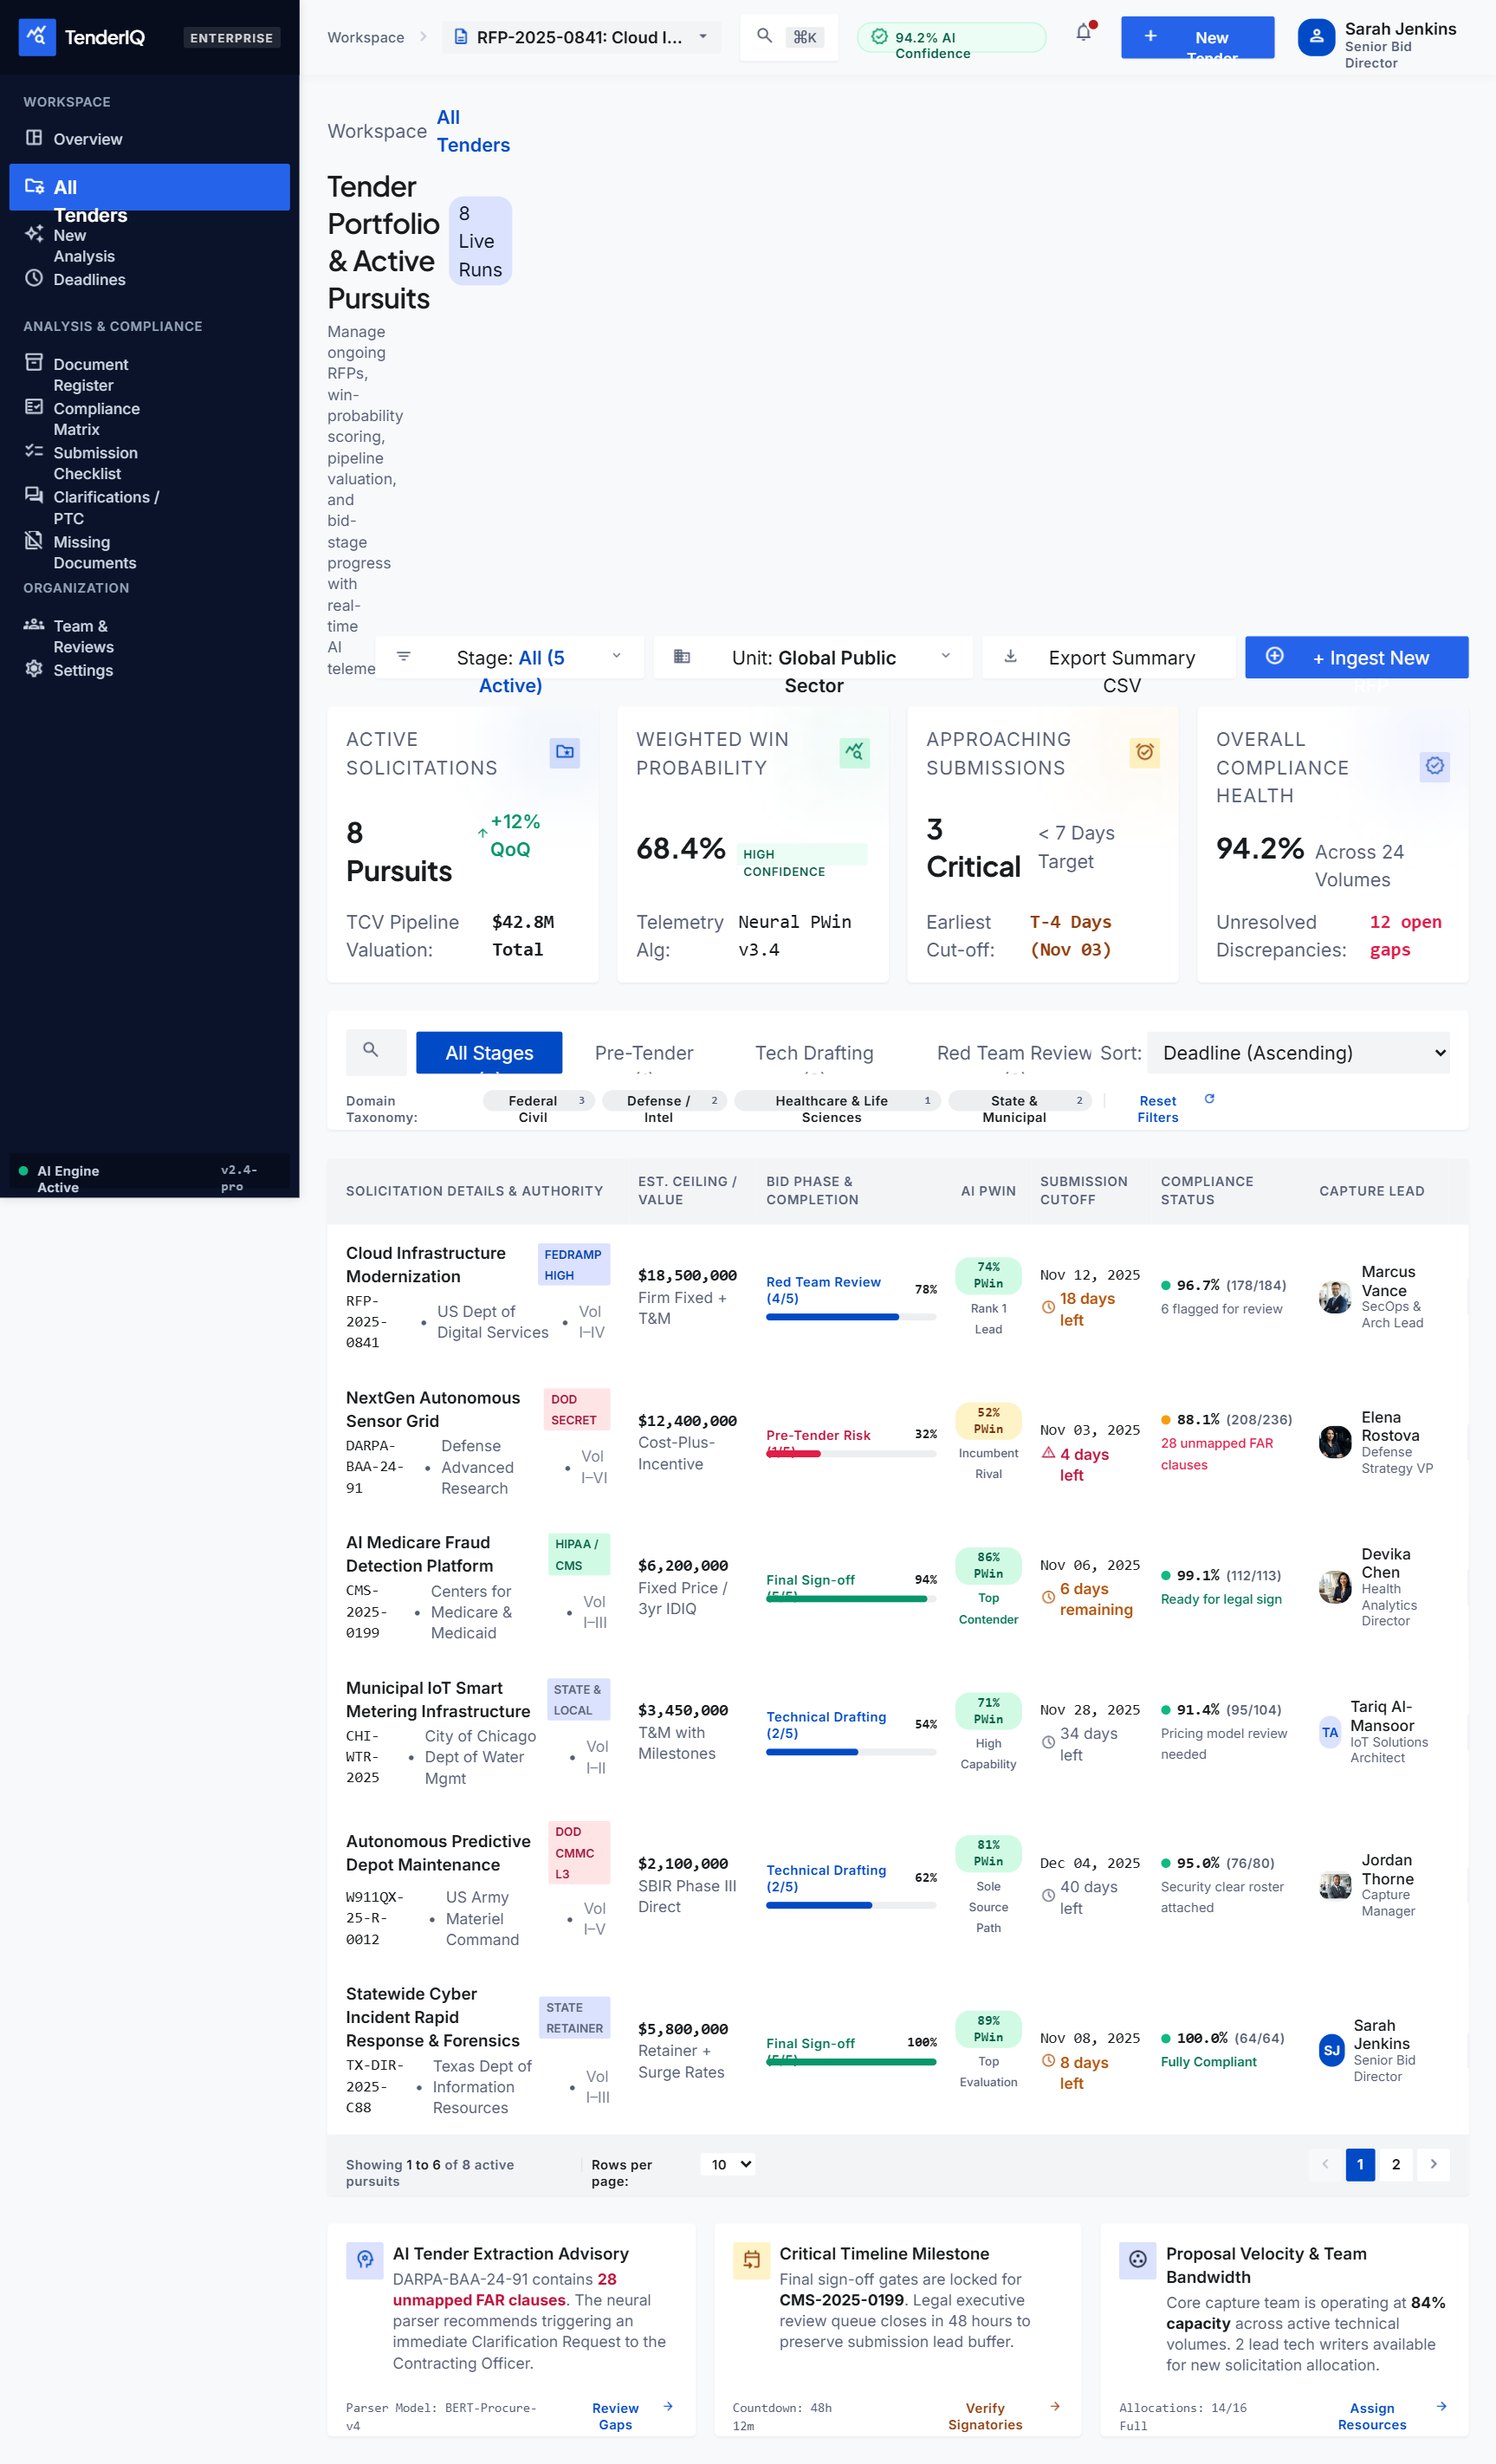 TenderIQ
ENTERPRISE
WORKSPACE
Overview
All
Tenders
New
Analysis
Deadlines
ANALYSIS & COMPLIANCE
Document
Register
Compliance
Matrix
Submission
Checklist
Clarifications /
PTC
Missing
Documents
ORGANIZATION
Team &
Reviews
Settings
AI Engine
Active
v2.4-
pro
Workspace
RFP-2025-0841: Cloud I...
⌘K
94.2% AI
Confidence
New
Tender
Sarah Jenkins
Senior Bid
Director
Workspace
All
Tenders
Tender
Portfolio
& Active
Pursuits
8
Live
Runs
Manage
ongoing
RFPs,
win-
probability
scoring,
pipeline
valuation,
and
bid-
stage
progress
with
real-
time
AI
teleme
Stage: All (5
Active)
Unit: Global Public
Sector
Export Summary
CSV
+ Ingest New
RFP
ACTIVE
SOLICITATIONS
8
Pursuits
+12%
QoQ
TCV Pipeline
Valuation:
$42.8M
Total
WEIGHTED WIN
PROBABILITY
68.4%
HIGH
CONFIDENCE
Telemetry
Alg:
Neural PWin
v3.4
APPROACHING
SUBMISSIONS
3
Critical
< 7 Days
Target
Earliest
Cut-off:
T-4 Days
(Nov 03)
OVERALL
COMPLIANCE
HEALTH
94.2%
Across 24
Volumes
Unresolved
Discrepancies:
12 open
gaps
All Stages
Pre-Tender
Tech Drafting
Red Team Review
Sort:
Deadline (Ascending)
Domain
Taxonomy:
Federal
Civil
3
Defense /
Intel
2
Healthcare & Life
Sciences
1
State &
Municipal
2
Reset
Filters
SOLICITATION DETAILS & AUTHORITY
EST. CEILING /
VALUE
BID PHASE &
COMPLETION
AI PWIN
SUBMISSION
CUTOFF
COMPLIANCE
STATUS
CAPTURE LEAD
Cloud Infrastructure
Modernization
FEDRAMP
HIGH
RFP-
2025-
0841
• US Dept of
Digital Services
• Vol
I–IV
$18,500,000
Firm Fixed +
T&M
Red Team Review
(4/5)
78%
74%
PWin
Rank 1
Lead
Nov 12, 2025
18 days
left
96.7% (178/184)
6 flagged for review
Marcus
Vance
SecOps &
Arch Lead
NextGen Autonomous
Sensor Grid
DOD
SECRET
DARPA-
BAA-24-
91
• Defense
Advanced
Research
• Vol
I–VI
$12,400,000
Cost-Plus-
Incentive
Pre-Tender Risk
(1/5)
32%
52%
PWin
Incumbent
Rival
Nov 03, 2025
4 days
left
88.1% (208/236)
28 unmapped FAR
clauses
Elena
Rostova
Defense
Strategy VP
AI Medicare Fraud
Detection Platform
HIPAA /
CMS
CMS-
2025-
0199
• Centers for
Medicare &
Medicaid
• Vol
I–III
$6,200,000
Fixed Price /
3yr IDIQ
Final Sign-off
(5/5)
94%
86%
PWin
Top
Contender
Nov 06, 2025
6 days
remaining
99.1% (112/113)
Ready for legal sign
Devika
Chen
Health
Analytics
Director
Municipal IoT Smart
Metering Infrastructure
STATE &
LOCAL
CHI-
WTR-
2025
• City of Chicago
Dept of Water
Mgmt
• Vol
I–II
$3,450,000
T&M with
Milestones
Technical Drafting
(2/5)
54%
71%
PWin
High
Capability
Nov 28, 2025
34 days
left
91.4% (95/104)
Pricing model review
needed
TA
Tariq Al-
Mansoor
IoT Solutions
Architect
Autonomous Predictive
Depot Maintenance
DOD
CMMC
L3
W911QX-
25-R-
0012
• US Army
Materiel
Command
• Vol
I–V
$2,100,000
SBIR Phase III
Direct
Technical Drafting
(2/5)
62%
81%
PWin
Sole
Source
Path
Dec 04, 2025
40 days
left
95.0% (76/80)
Security clear roster
attached
Jordan
Thorne
Capture
Manager
Statewide Cyber
Incident Rapid
Response & Forensics
STATE
RETAINER
TX-DIR-
2025-
C88
• Texas Dept of
Information
Resources
• Vol
I–III
$5,800,000
Retainer +
Surge Rates
Final Sign-off
(5/5)
100%
89%
PWin
Top
Evaluation
Nov 08, 2025
8 days
left
100.0% (64/64)
Fully Compliant
SJ
Sarah
Jenkins
Senior Bid
Director
Showing 1 to 6 of 8 active
pursuits
Rows per
page:
10
1
2
AI Tender Extraction Advisory
DARPA-BAA-24-91 contains 28
unmapped FAR clauses. The neural
parser recommends triggering an
immediate Clarification Request to the
Contracting Officer.
Parser Model: BERT-Procure-
v4
Review
Gaps
Critical Timeline Milestone
Final sign-off gates are locked for
CMS-2025-0199. Legal executive
review queue closes in 48 hours to
preserve submission lead buffer.
Countdown: 48h
12m
Verify
Signatories
Proposal Velocity & Team
Bandwidth
Core capture team is operating at 84%
capacity across active technical
volumes. 2 lead tech writers available
for new solicitation allocation.
Allocations: 14/16
Full
Assign
Resources